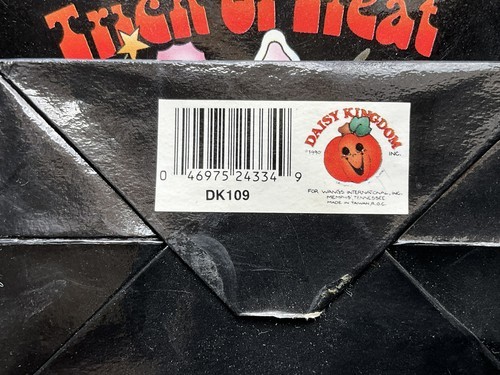 Trick or Treat
DAISY KINGDOM
©1990 INC.
0 46975 24334 9
DK109
FOR WANGS INTERNATIONAL, INC.
MEMPHIS, TENNESSEE
MADE IN TAIWAN, R.O.C.